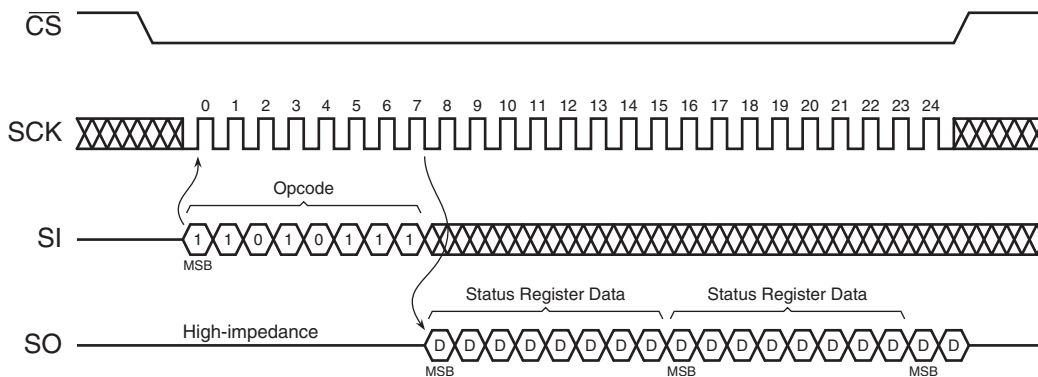 CS
SCK
0 1 2 3 4 5 6 7 8 9 10 11 12 13 14 15 16 17 18 19 20 21 22 23 24
Opcode
SI
1 1 0 1 0 1 1 1
MSB
Status Register Data Status Register Data
SO
High-impedance
D D D D D D D D D D D D D D D D D D
MSB MSB MSB